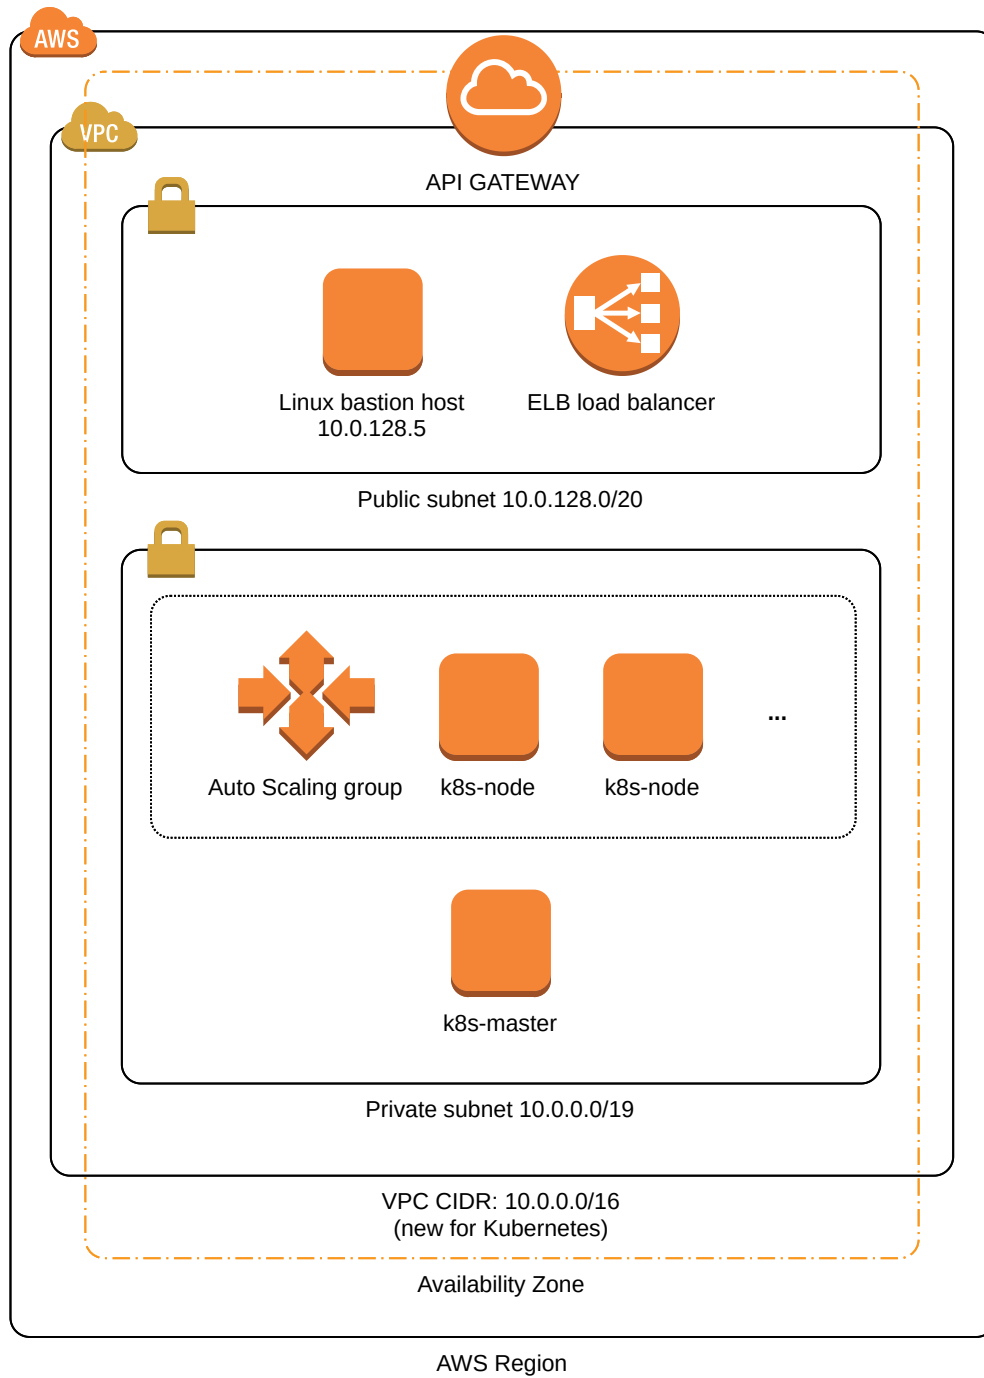 AWS
VPC
API GATEWAY
Linux bastion host
10.0.128.5
ELB load balancer
Public subnet 10.0.128.0/20
Auto Scaling group
k8s-node
k8s-node
...
k8s-master
Private subnet 10.0.0.0/19
VPC CIDR: 10.0.0.0/16
(new for Kubernetes)
Availability Zone
AWS Region